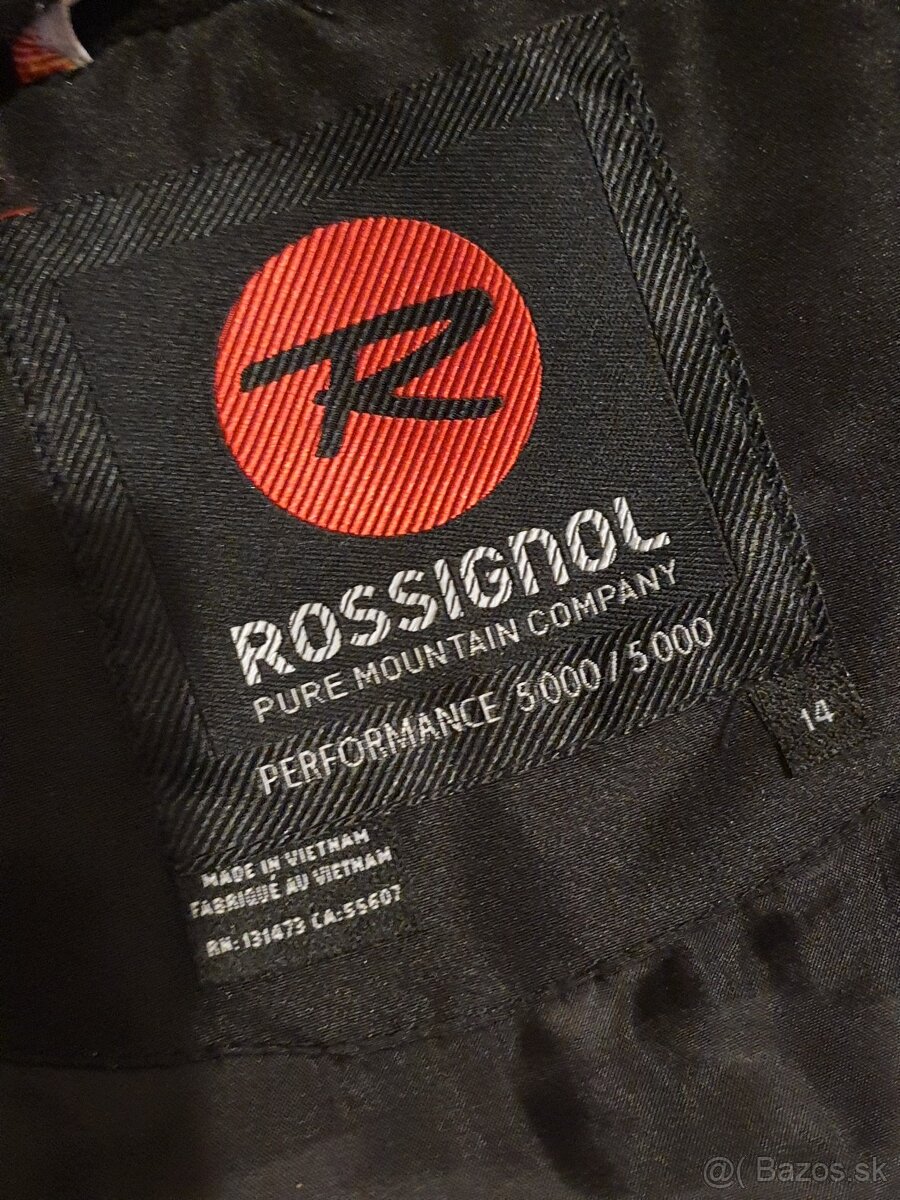 R
ROSSIGNOL
PURE MOUNTAIN COMPANY
PERFORMANCE 5000 / 5000
14
MADE IN VIETNAM
FABRIQUÉ AU VIETNAM
RN: 131473 CA:55607
@( Bazos.sk